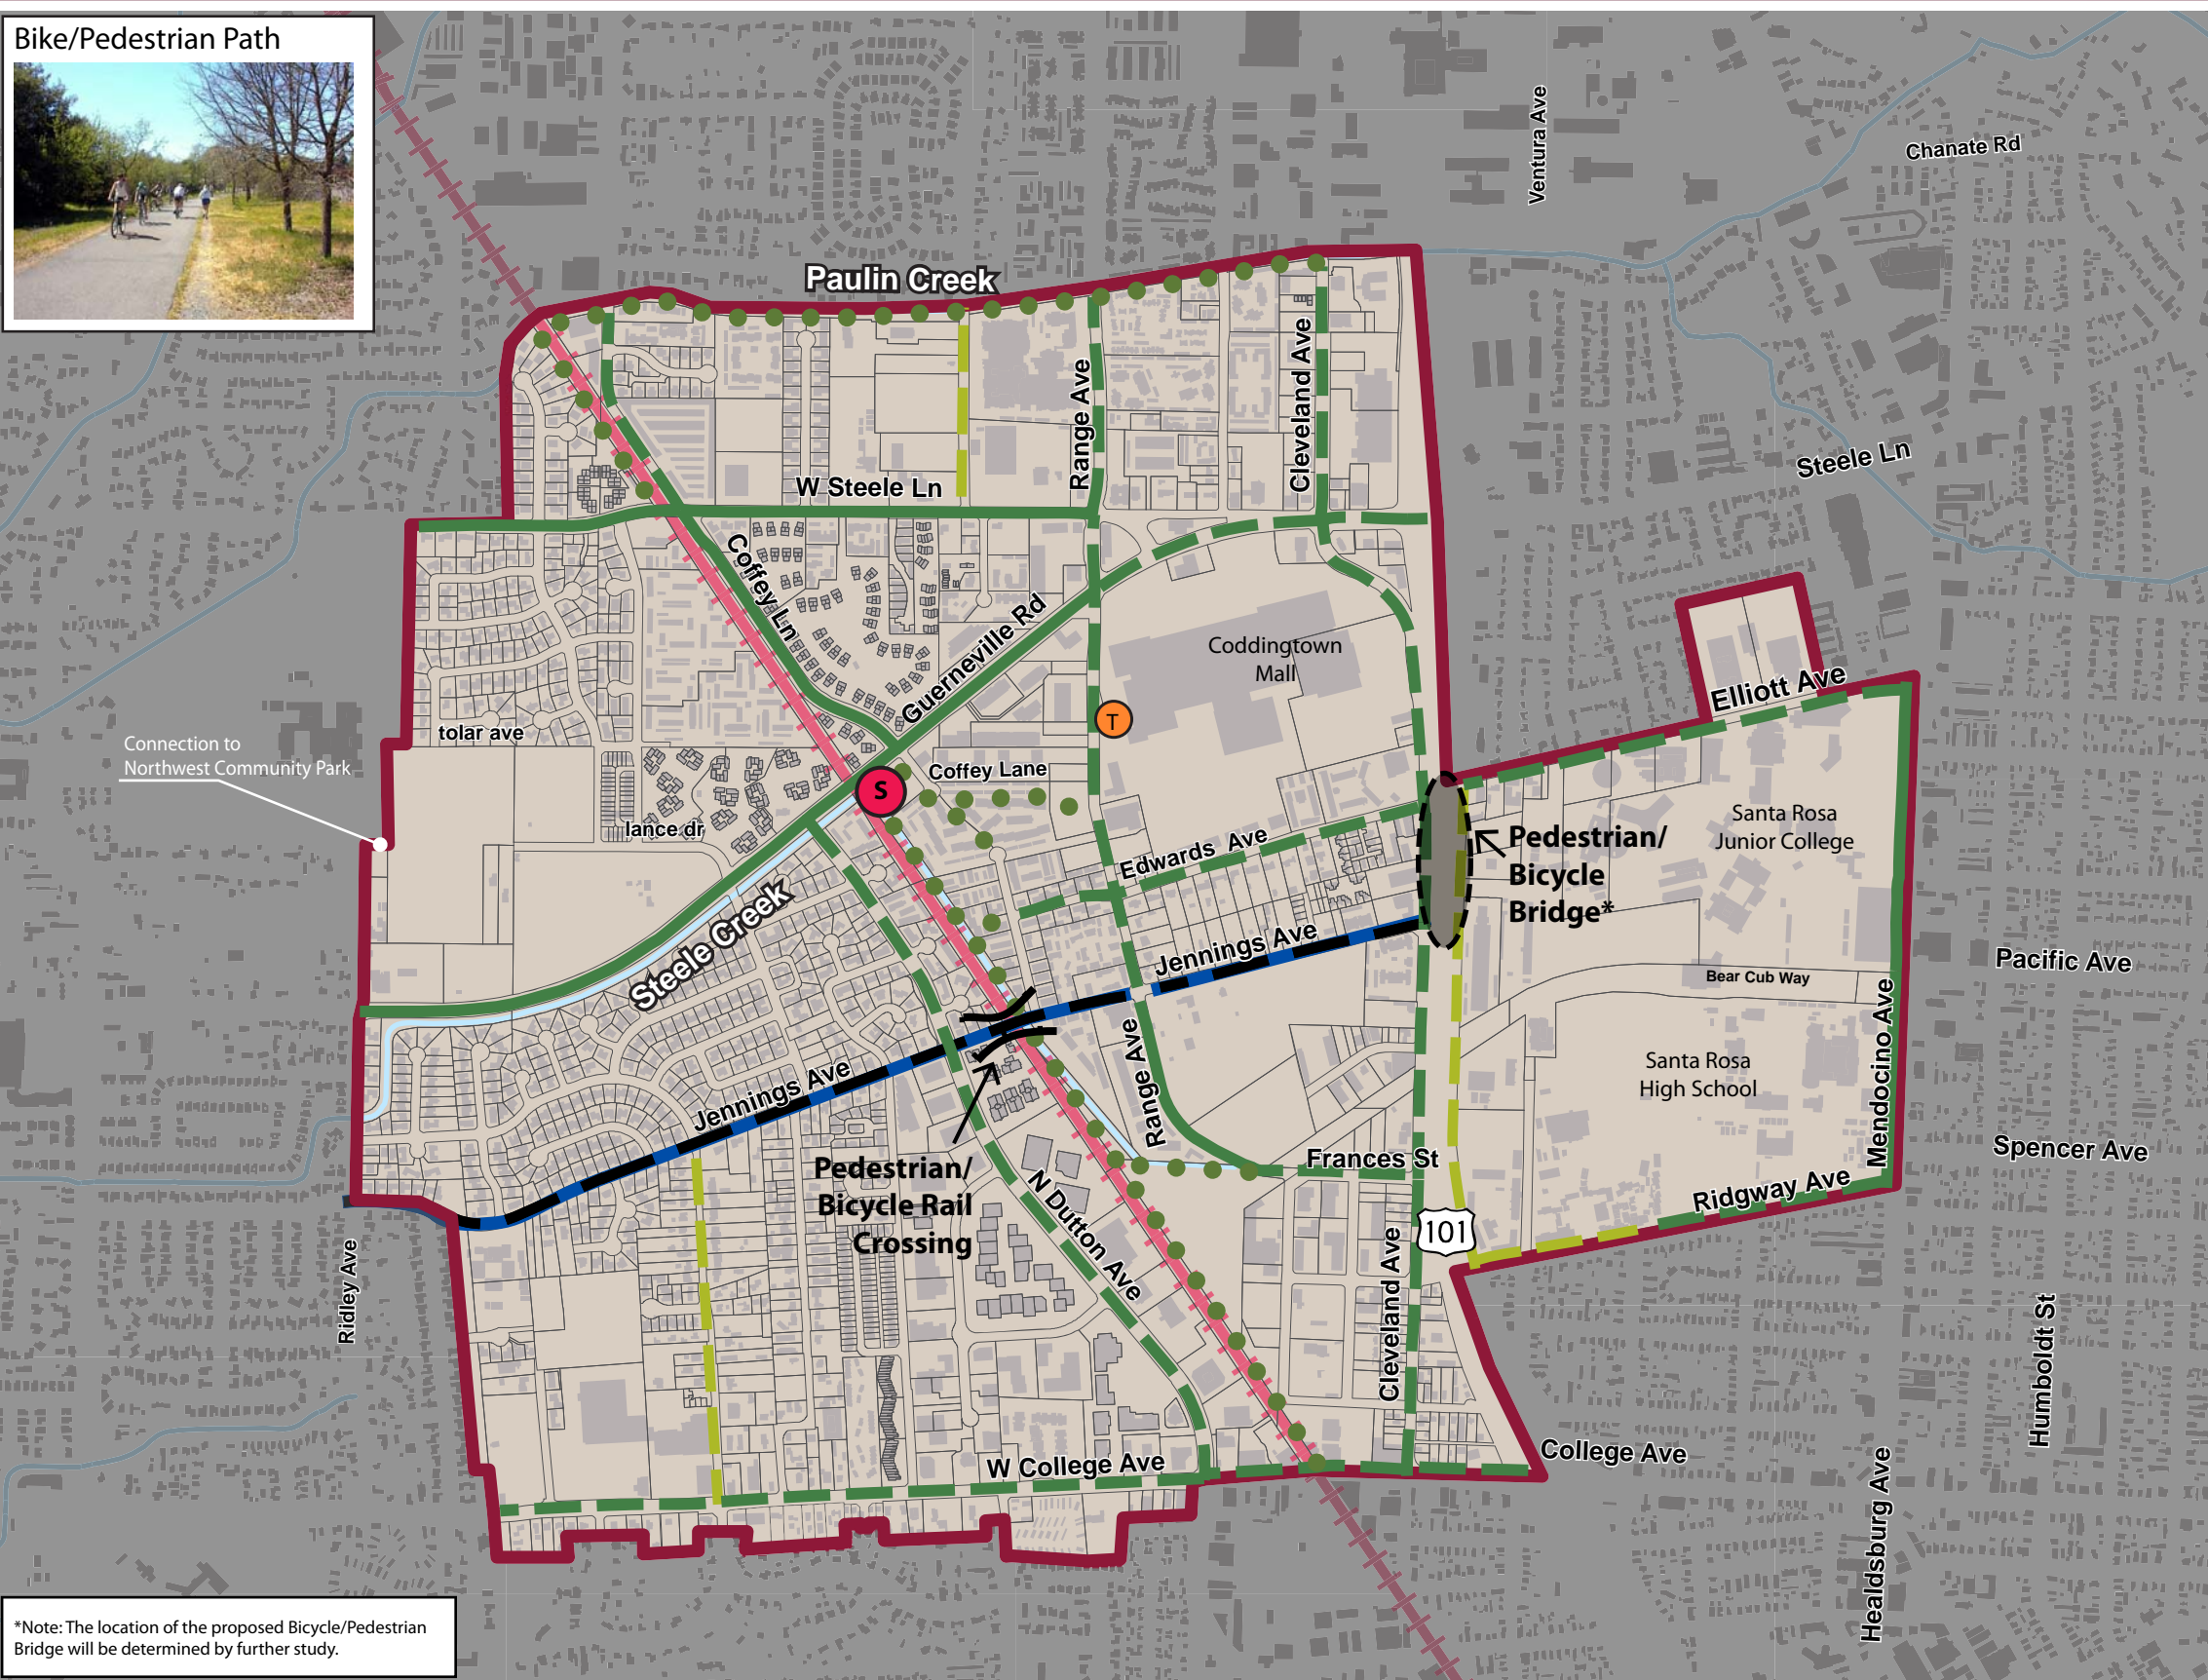 Bike/Pedestrian Path
Ventura Ave
Chanate Rd
Paulin Creek
Range Ave
Cleveland Ave
Steele Ln
W Steele Ln
Coffey Ln
Guerneville Rd
Coddingtown
Mall
Elliott Ave
T
tolar ave
Connection to
Northwest Community Park
Coffey Lane
S
lance dr
Edwards Ave
Santa Rosa
Junior College
Pedestrian/
Bicycle
Bridge*
Steele Creek
Jennings Ave
Pacific Ave
Bear Cub Way
Mendocino Ave
Jennings Ave
Range Ave
Santa Rosa
High School
Pedestrian/
Bicycle Rail
Crossing
Frances St
Spencer Ave
N Dutton Ave
Ridgway Ave
101
Ridley Ave
Cleveland Ave
Humboldt St
W College Ave
College Ave
Healdsburg Ave
*Note: The location of the proposed Bicycle/Pedestrian
Bridge will be determined by further study.